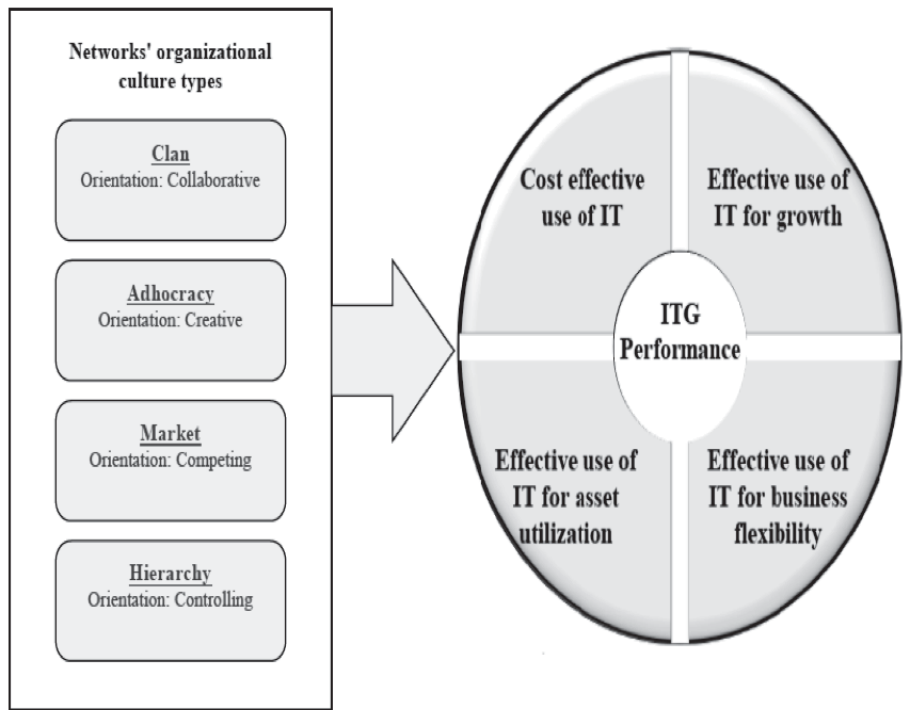 Networks' organizational
culture types
Clan
Orientation: Collaborative
Adhocracy
Orientation: Creative
Market
Orientation: Competing
Hierarchy
Orientation: Controlling
Cost effective
use of IT
Effective use of
IT for growth
ITG
Performance
Effective use of
IT for asset
utilization
Effective use of
IT for business
flexibility